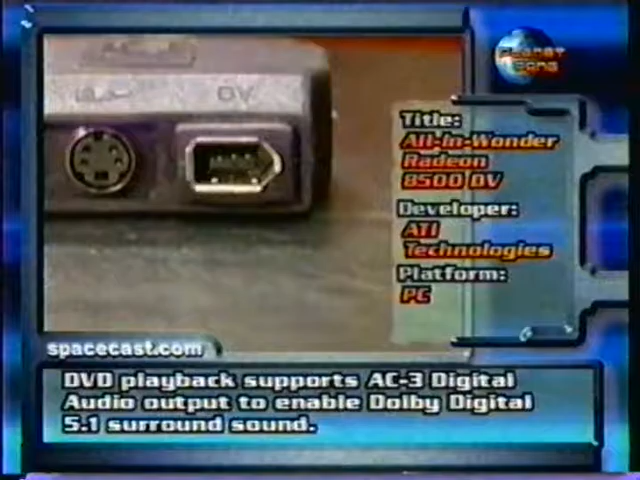 DV
PLANET
Title:
All-In-Wonder
Radeon
8500 DV
Developer:
ATI
Technologies
Platform:
PC
spacecast.com
DVD playback supports AC-3 Digital
Audio output to enable Dolby Digital
5.1 surround sound.